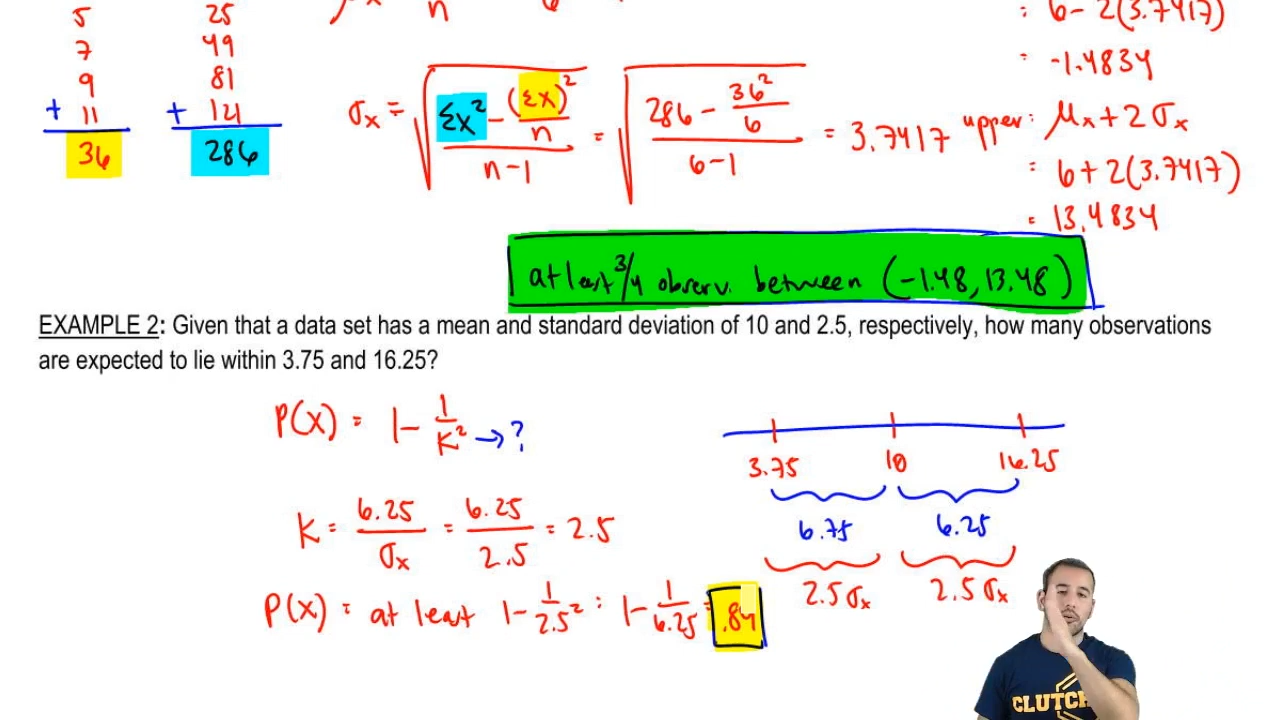 5 25
7 49
9 81
+ 11 + 121
36 286
μx n 6
σx = √((Σx² - (Σx)²/n)/(n-1)) = √((286 - 36²/6)/(6-1)) = 3.7417
: 6 - 2(3.7417)
= -1.4834
upper: μx + 2σx
= 6 + 2(3.7417)
= 13.4834
at least 3/4 observ. between (-1.48, 13.48)
EXAMPLE 2: Given that a data set has a mean and standard deviation of 10 and 2.5, respectively, how many observations
are expected to lie within 3.75 and 16.25?
P(X) = 1 - 1/K² → ?
K = 6.25/σx = 6.25/2.5 = 2.5
P(X) = at least 1 - 1/2.5² = 1 - 1/6.25 = .84
3.75 10 16.25
6.75 6.25
2.5σx 2.5σx
CLUTCH